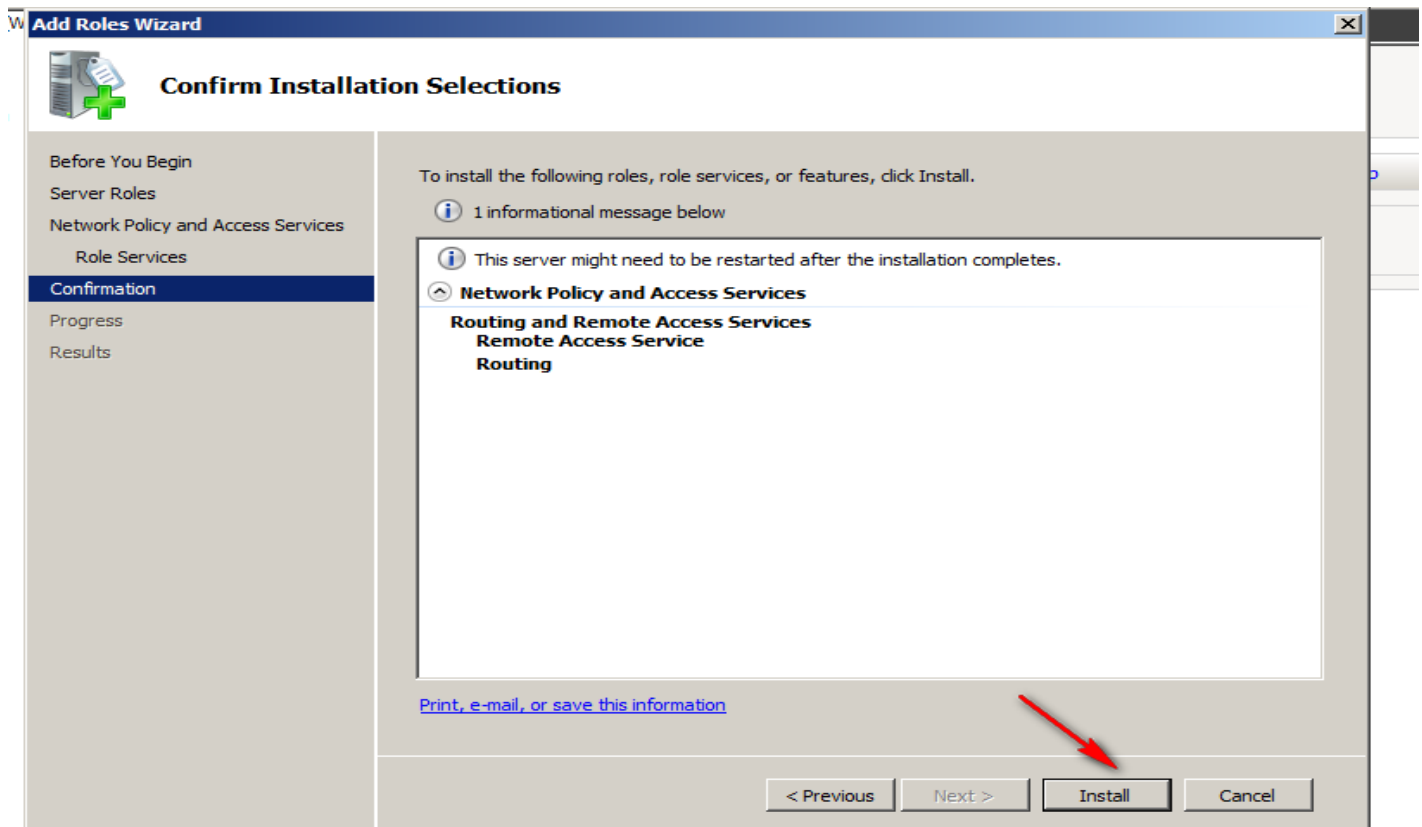 W
Add Roles Wizard
Confirm Installation Selections
Before You Begin
Server Roles
Network Policy and Access Services
Role Services
Confirmation
Progress
Results
To install the following roles, role services, or features, click Install.
1 informational message below
This server might need to be restarted after the installation completes.
Network Policy and Access Services
Routing and Remote Access Services
Remote Access Service
Routing
Print, e-mail, or save this information
< Previous
Next >
Install
Cancel